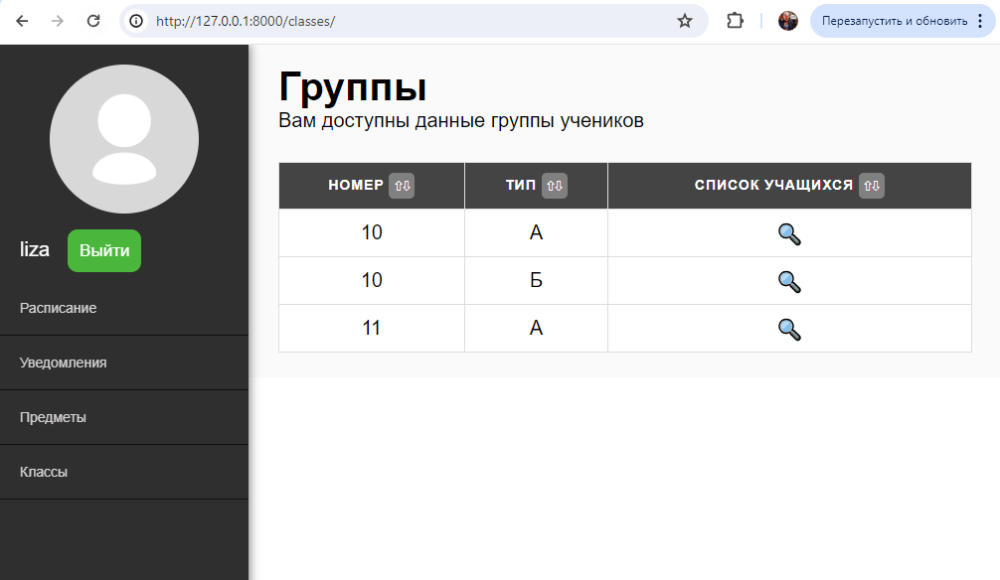 http://127.0.0.1:8000/classes/
Перезапустить и обновить
liza
Выйти
Расписание
Уведомления
Предметы
Классы
Группы
Вам доступны данные группы учеников
НОМЕР ТИП СПИСОК УЧАЩИХСЯ
10 А
10 Б
11 А